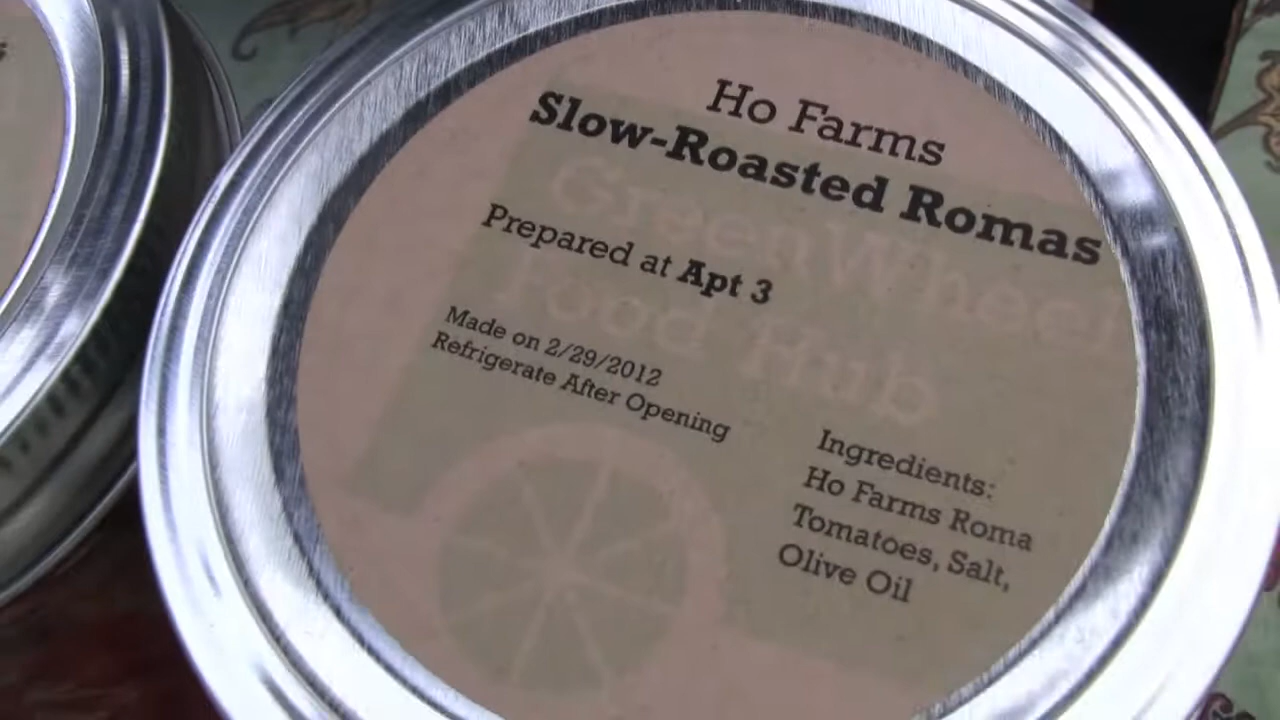 Ho Farms
Slow-Roasted Romas
GreenWheel
Food Hub
Prepared at Apt 3
Made on 2/29/2012
Refrigerate After Opening
Ingredients:
Ho Farms Roma
Tomatoes, Salt,
Olive Oil